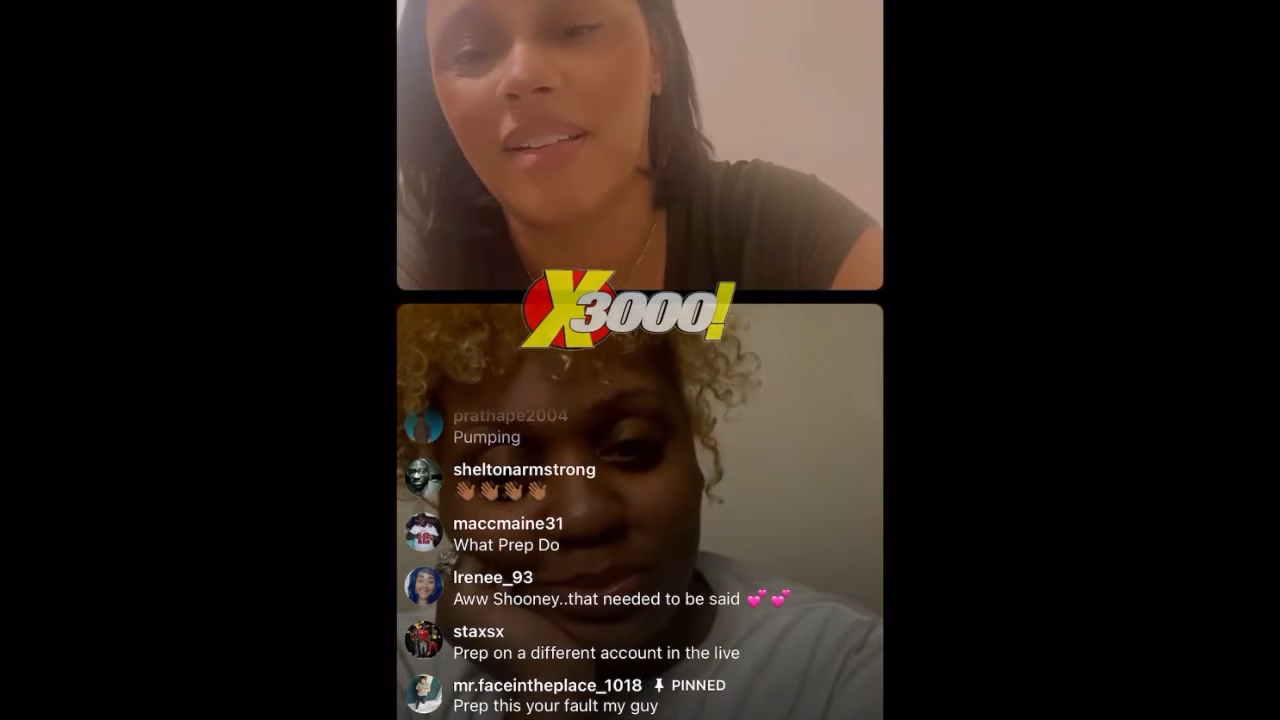 X3000!
prathape2004
Pumping
sheltonarmstrong
👋🏽👋🏽👋🏽👋🏽
maccmaine31
What Prep Do
lrenee_93
Aww Shooney..that needed to be said 💕 💕
staxsx
Prep on a different account in the live
mr.faceintheplace_1018 📌 PINNED
Prep this your fault my guy